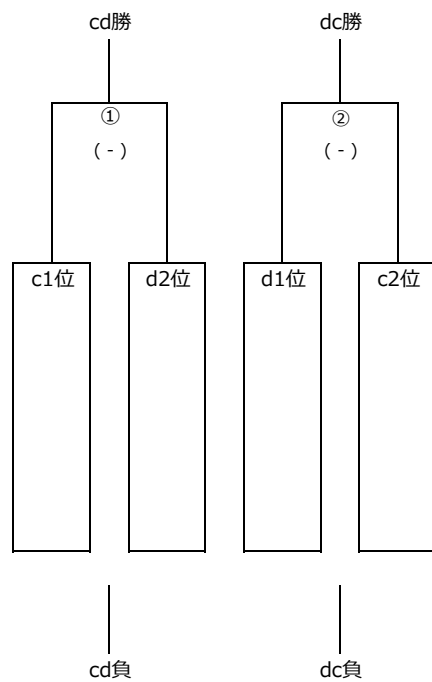 cd勝 dc勝
① ②
( - ) ( - )
c1位 d2位 d1位 c2位
cd負 dc負